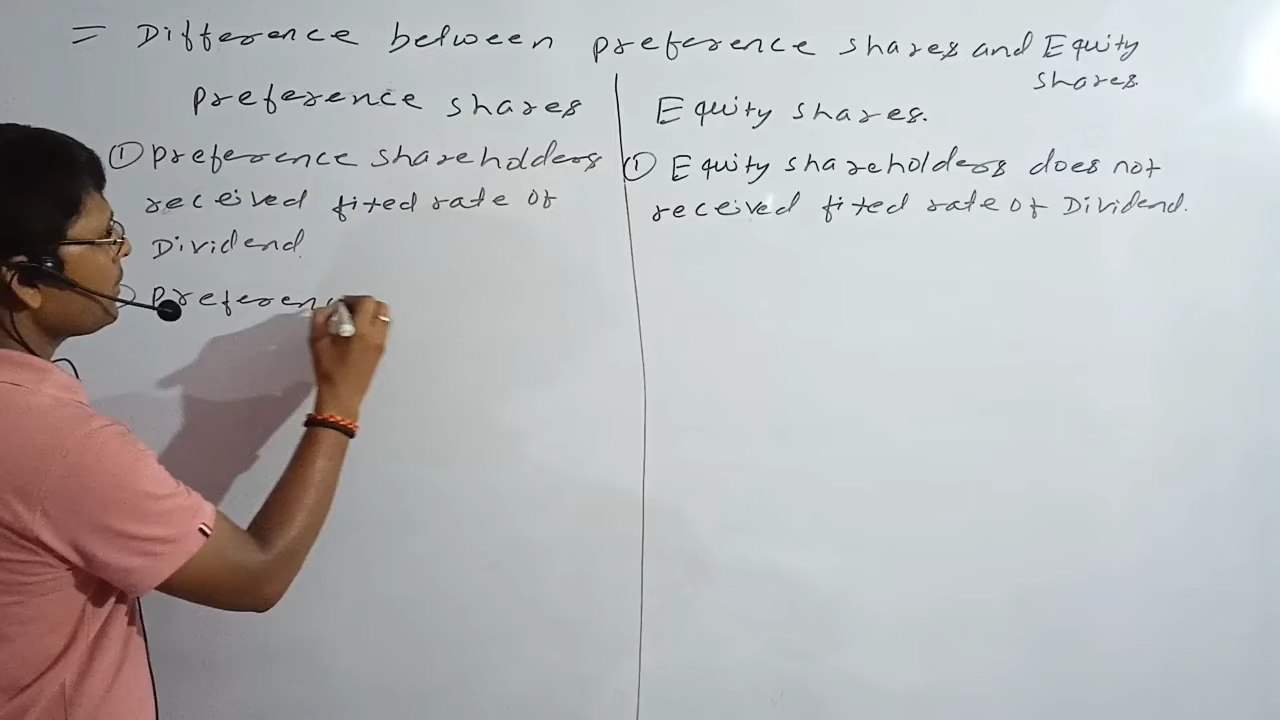 = Difference between preference shares and Equity
shares.
preference shares
Equity shares.
① preference shareholders
received fixed rate of
Dividend.
① Equity shareholders does not
received fixed rate of Dividend.
Preferen